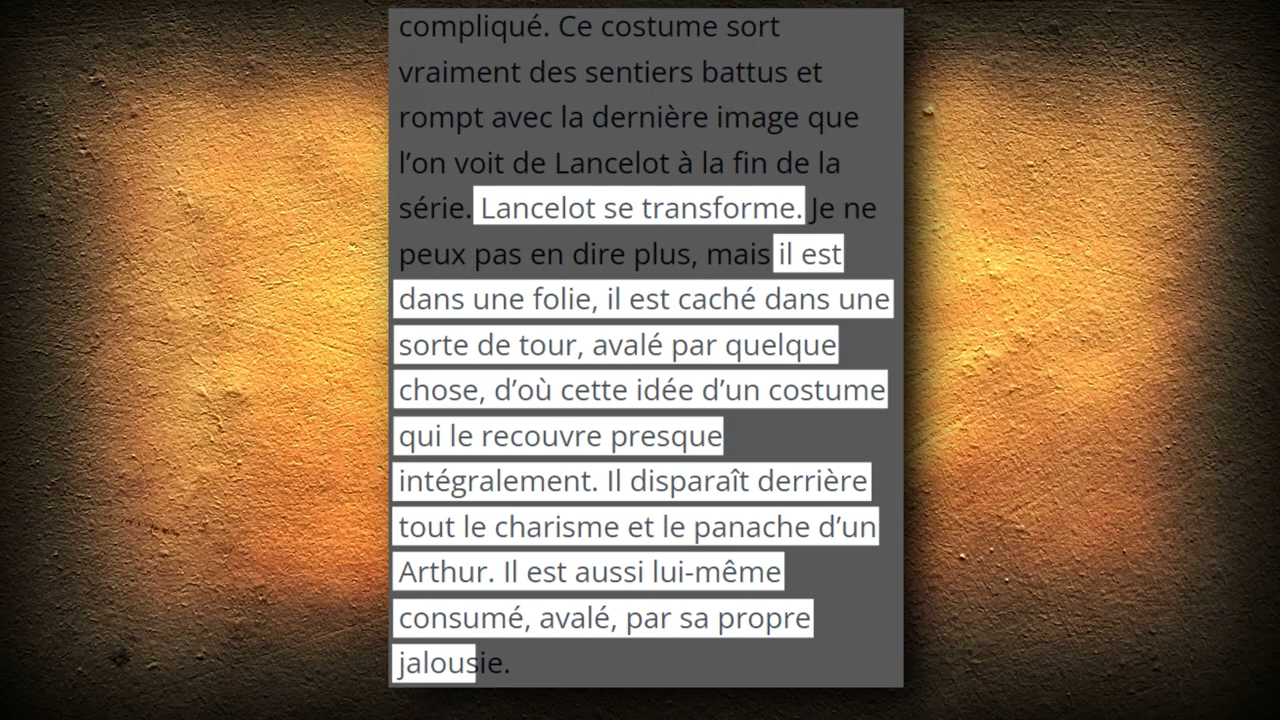 compliqué. Ce costume sort
vraiment des sentiers battus et
rompt avec la dernière image que
l’on voit de Lancelot à la fin de la
série. Lancelot se transforme. Je ne
peux pas en dire plus, mais il est
dans une folie, il est caché dans une
sorte de tour, avalé par quelque
chose, d’où cette idée d’un costume
qui le recouvre presque
intégralement. Il disparaît derrière
tout le charisme et le panache d’un
Arthur. Il est aussi lui-même
consumé, avalé, par sa propre
jalousie.